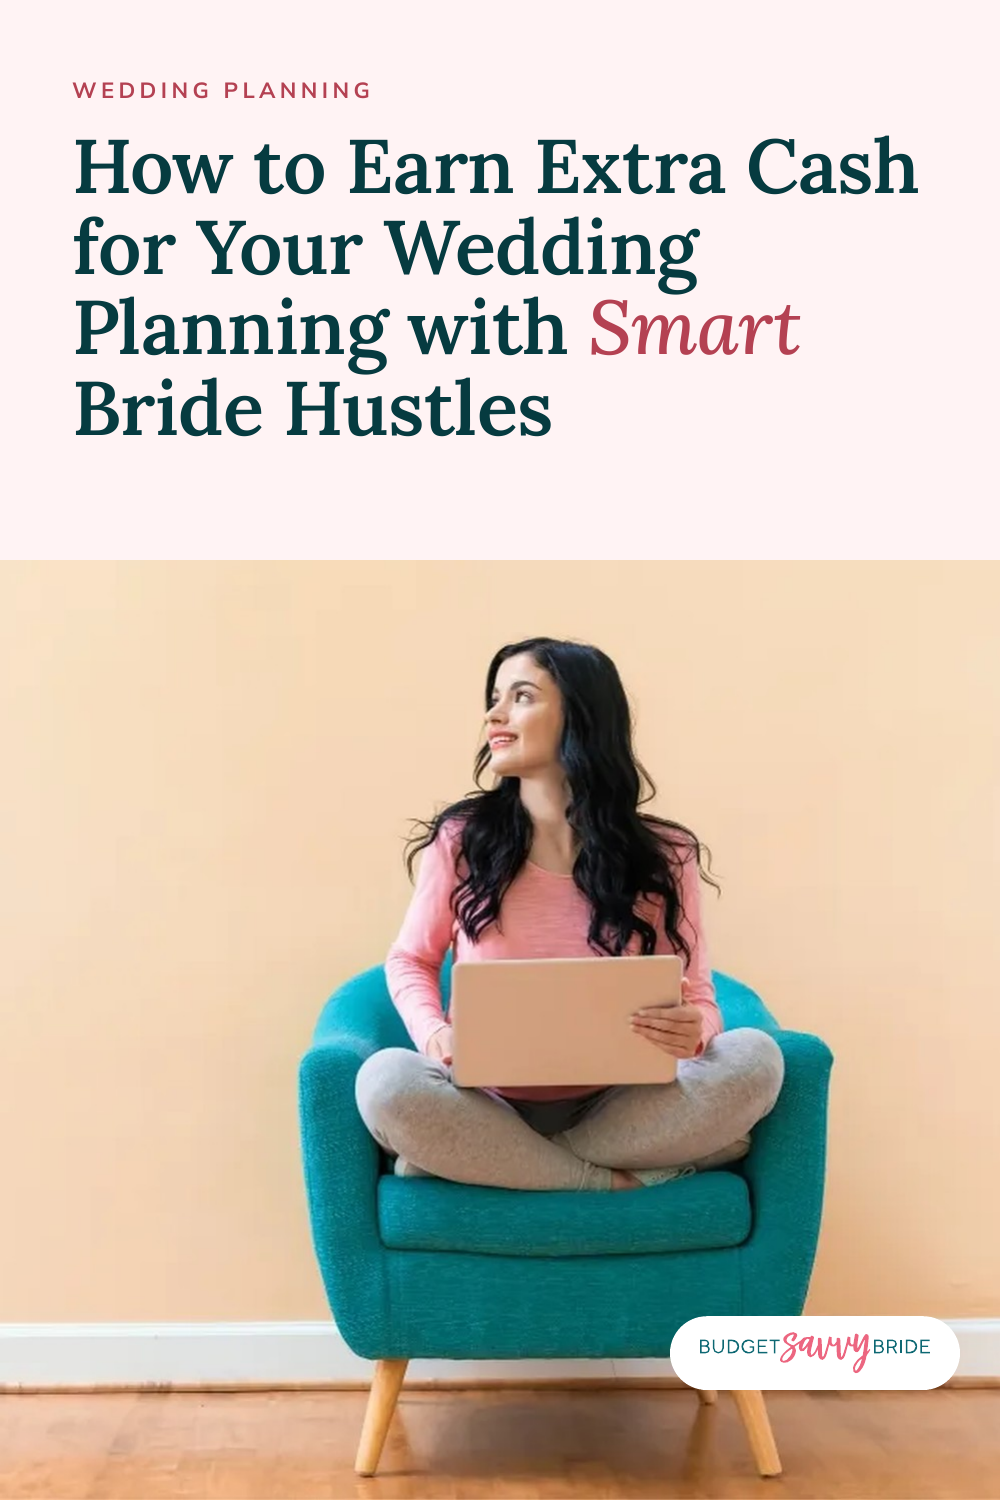 WEDDING PLANNING
How to Earn Extra Cash
for Your Wedding
Planning with Smart
Bride Hustles
BUDGET savvy BRIDE